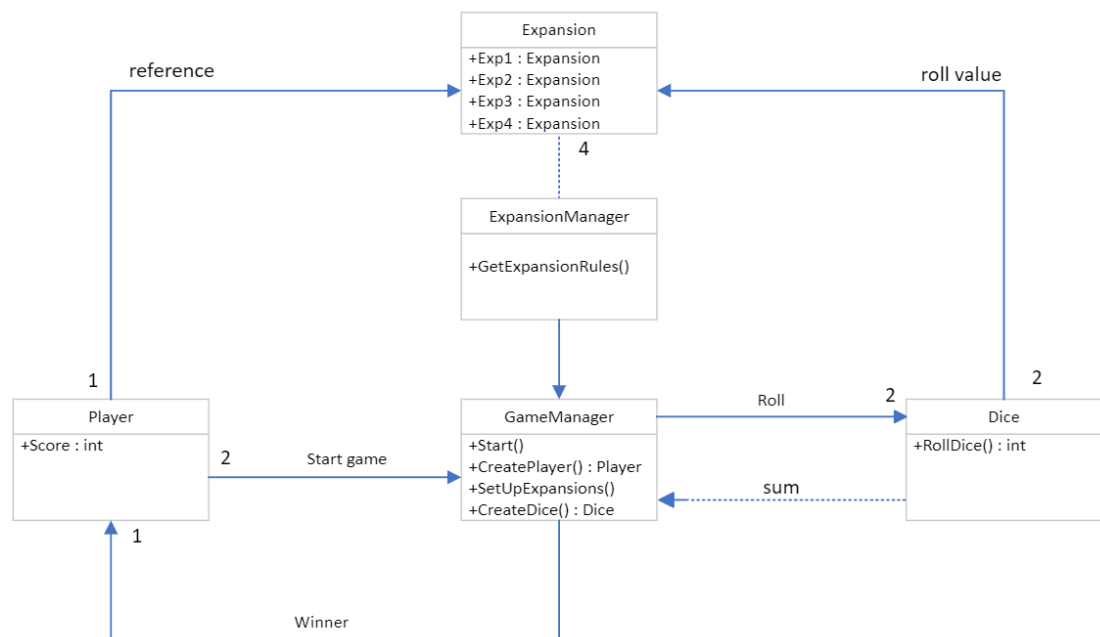 Expansion
+Exp1 : Expansion
+Exp2 : Expansion
+Exp3 : Expansion
+Exp4 : Expansion
reference
roll value
4
ExpansionManager
+GetExpansionRules()
1
2
Player
+Score : int
2
Start game
GameManager
+Start()
+CreatePlayer() : Player
+SetUpExpansions()
+CreateDice() : Dice
Roll
2
Dice
+RollDice() : int
sum
1
Winner